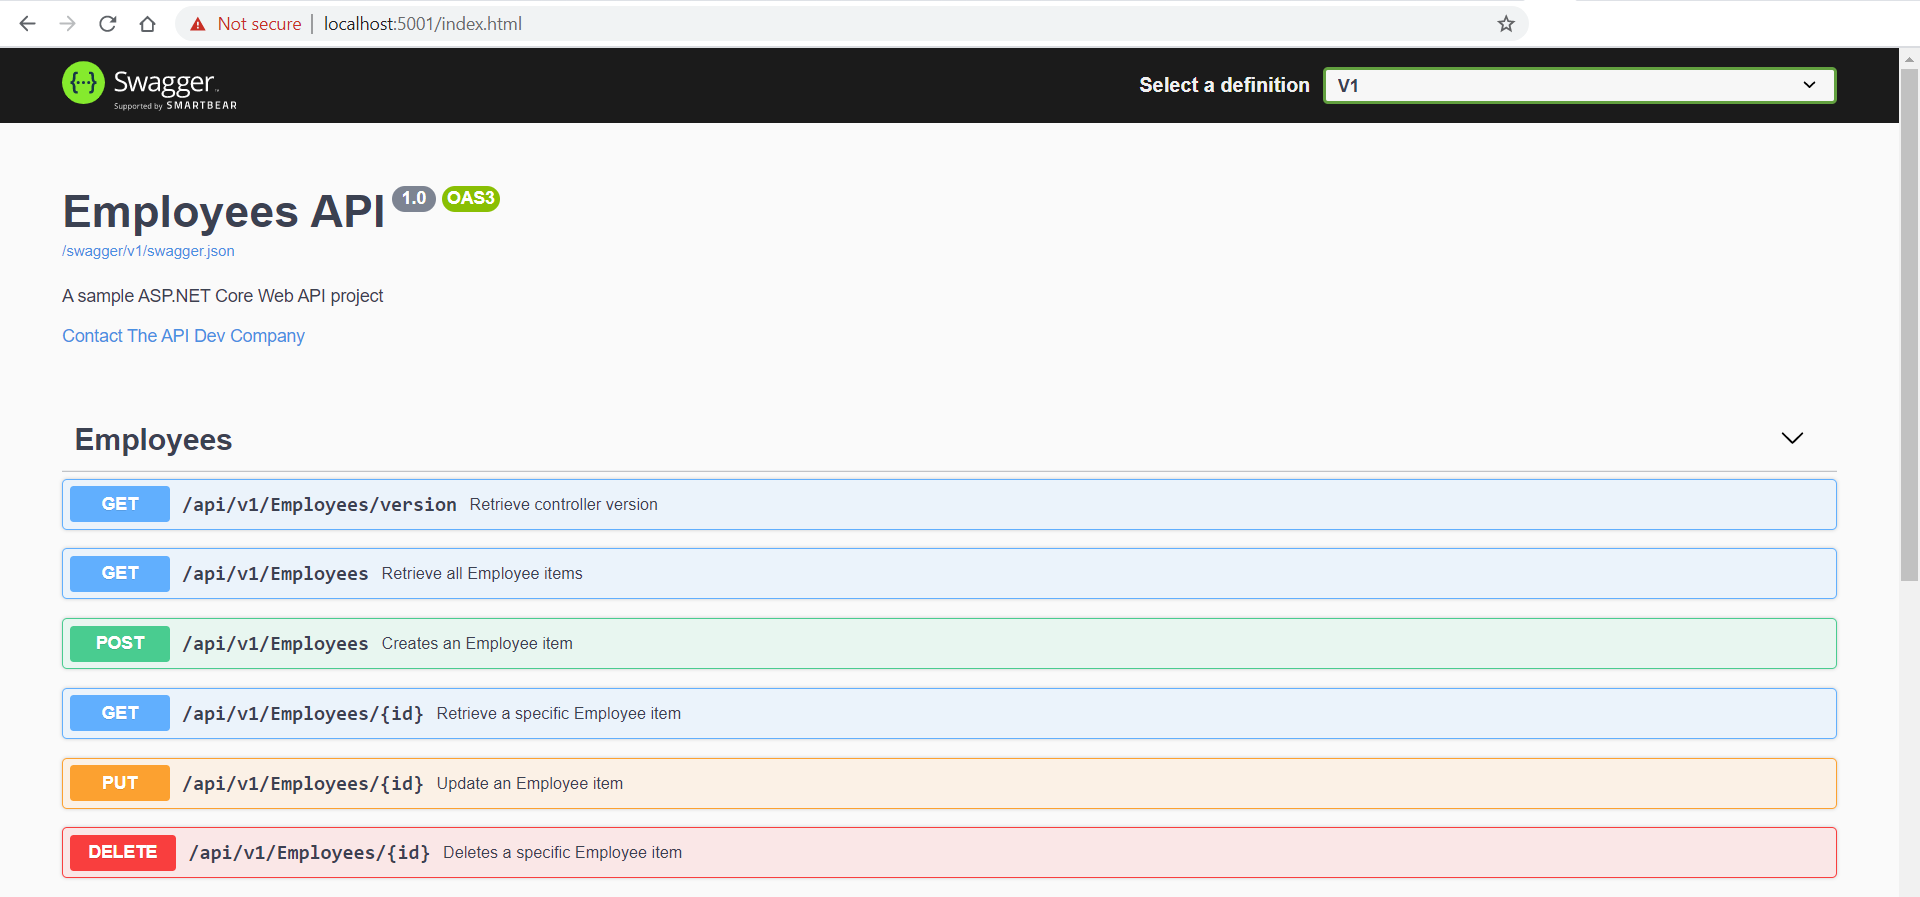 Not secure | localhost:5001/index.html
{···} Swagger™
Supported by SMARTBEAR
Select a definition V1
Employees API 1.0 OAS3
/swagger/v1/swagger.json
A sample ASP.NET Core Web API project
Contact The API Dev Company
Employees
GET /api/v1/Employees/version Retrieve controller version
GET /api/v1/Employees Retrieve all Employee items
POST /api/v1/Employees Creates an Employee item
GET /api/v1/Employees/{id} Retrieve a specific Employee item
PUT /api/v1/Employees/{id} Update an Employee item
DELETE /api/v1/Employees/{id} Deletes a specific Employee item